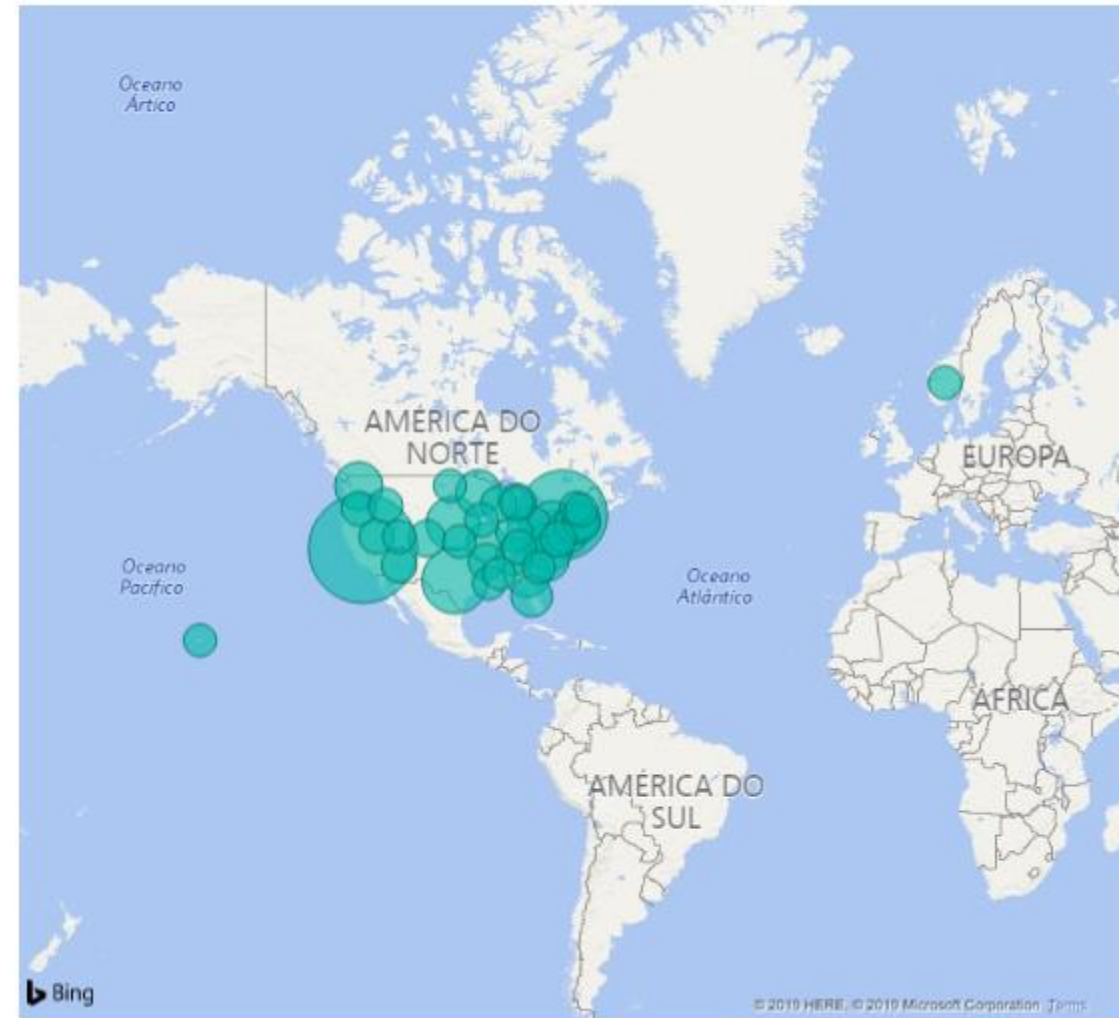 Oceano
Ártico
AMÉRICA DO
NORTE
EUROPA
Oceano
Pacífico
Oceano
Atlântico
ÁFRICA
AMÉRICA DO
SUL
Bing
© 2019 HERE, © 2019 Microsoft Corporation Terms